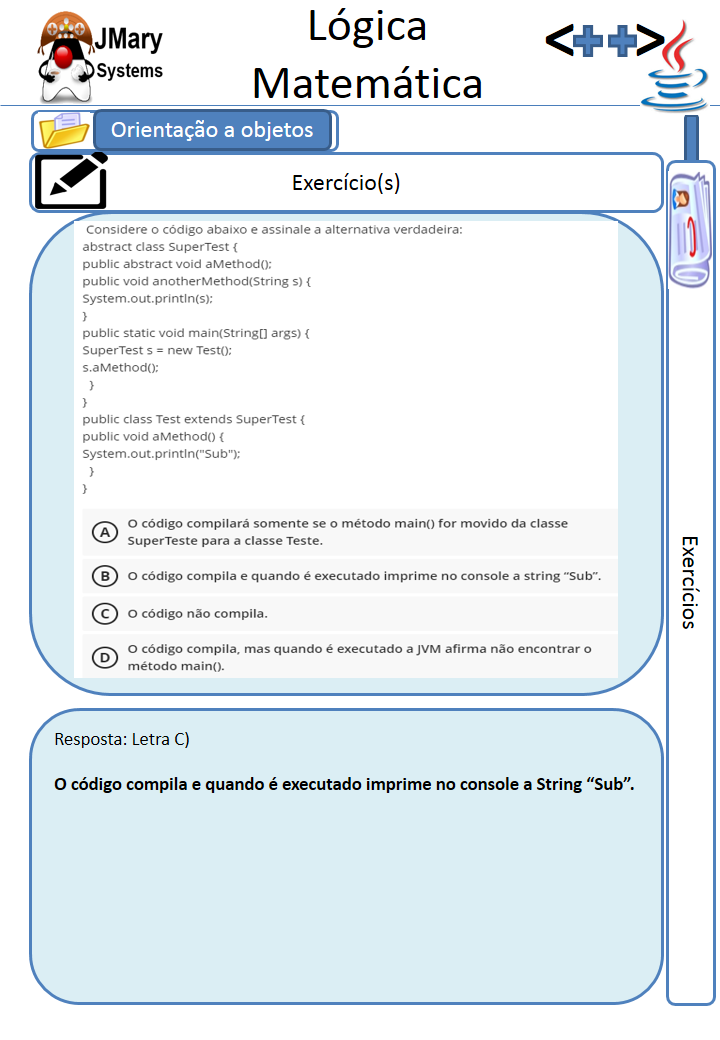 JMary
Systems
Lógica
Matemática
<++>
Orientação a objetos
Exercício(s)
Considere o código abaixo e assinale a alternativa verdadeira:
abstract class SuperTest {
public abstract void aMethod();
public void anotherMethod(String s) {
System.out.println(s);
}
public static void main(String[] args) {
SuperTest s = new Test();
s.aMethod();
}
}
public class Test extends SuperTest {
public void aMethod() {
System.out.println("Sub");
}
}
A O código compilará somente se o método main() for movido da classe
SuperTeste para a classe Teste.
B O código compila e quando é executado imprime no console a string “Sub”.
C O código não compila.
D O código compila, mas quando é executado a JVM afirma não encontrar o
método main().
Exercícios
Resposta: Letra C)
O código compila e quando é executado imprime no console a String “Sub”.